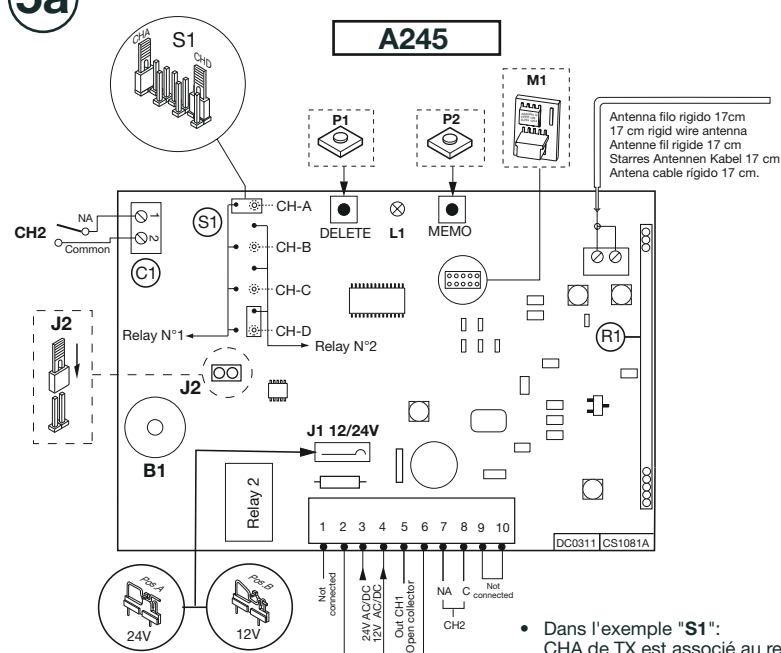 5a
A245
S1
CHA
CHD
P1
P2
M1
Antenna filo rigido 17cm
17 cm rigid wire antenna
Antenne fil rigide 17 cm
Starres Antennen Kabel 17 cm
Antena cable rígido 17 cm.
CH2
NA
Common
1
2
C1
S1
CH-A
CH-B
CH-C
CH-D
DELETE
L1
MEMO
Relay N°1
Relay N°2
R1
J2
J2
B1
J1 12/24V
Relay 2
1 2 3 4 5 6 7 8 9 10
DC0311 CS1081A
Not connected
24V AC/DC
12V AC/DC
Out CH1
Open collector
NA C
CH2
Not connected
Pos.A
24V
Pos.B
12V
• Dans l'exemple "S1":
CHA de TX est associé au re